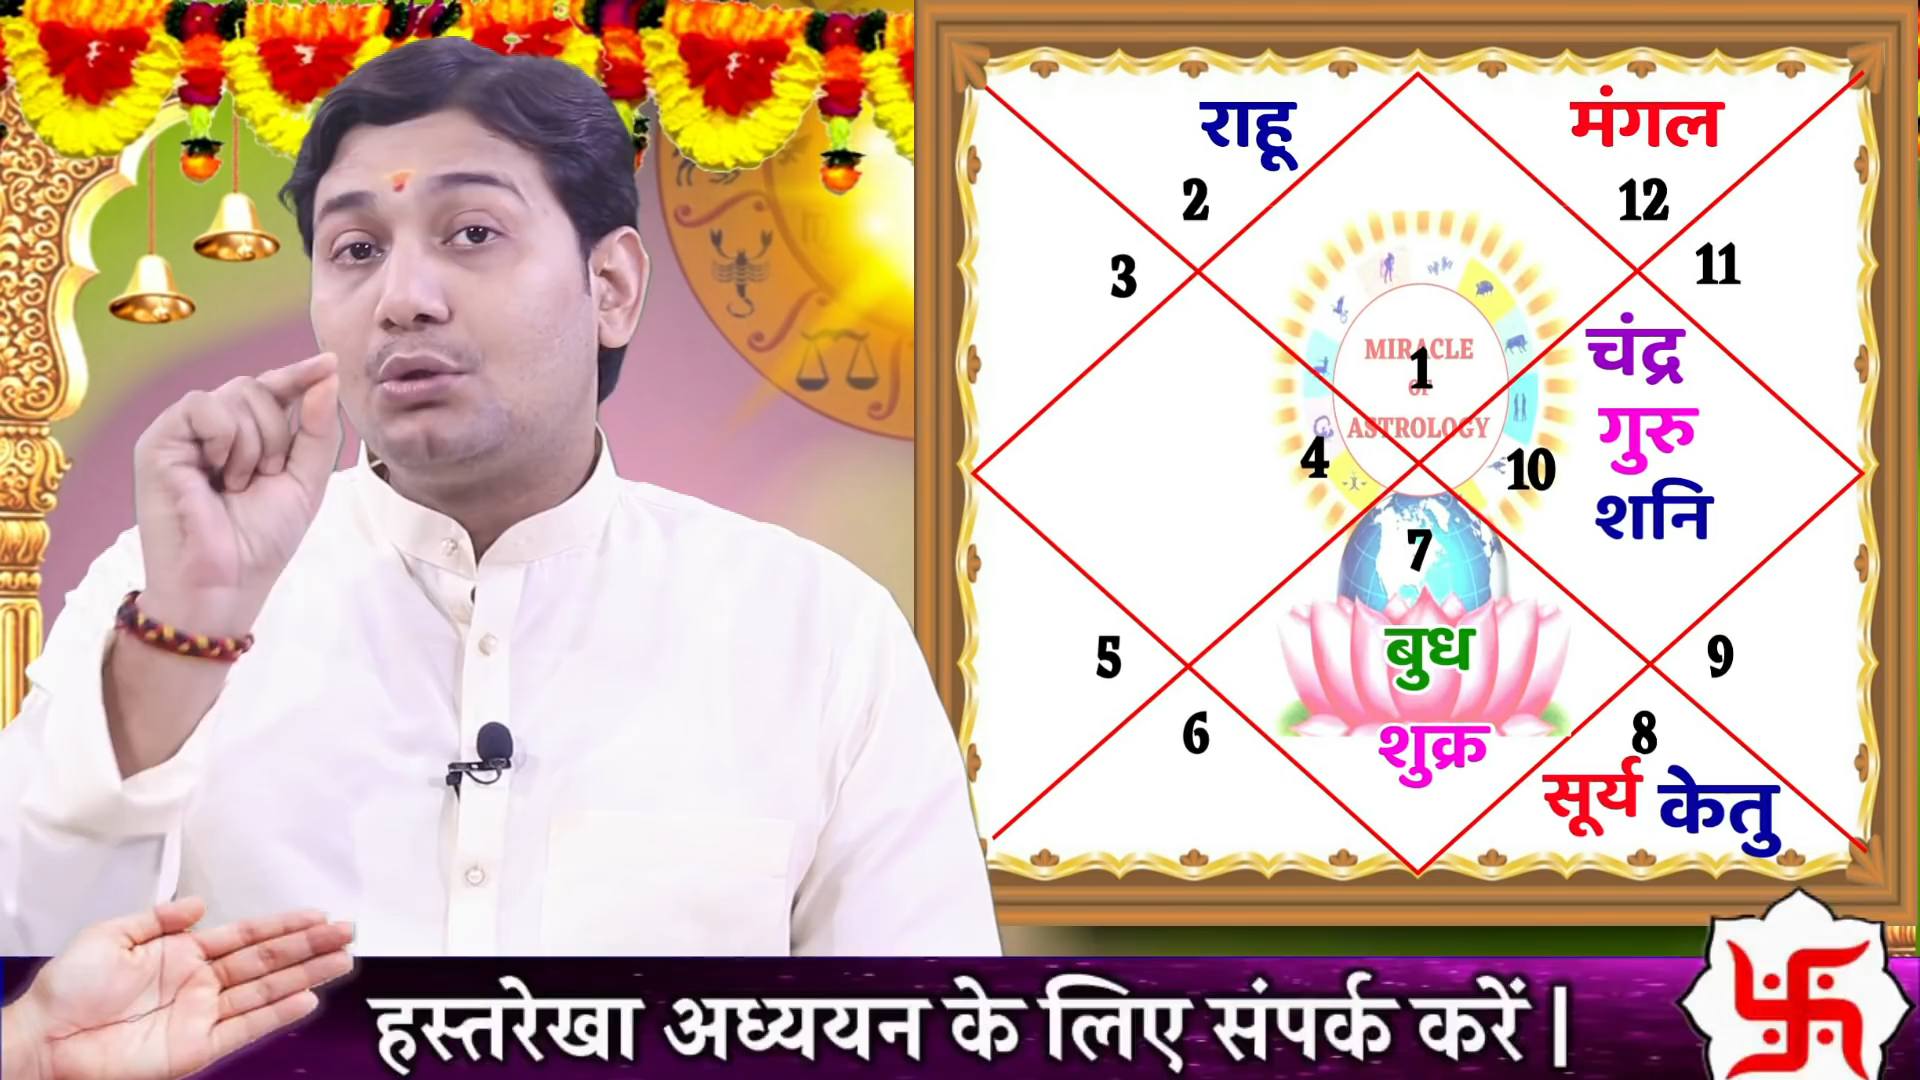 राहू
मंगल
2
12
3
11
MIRACLE
1
OF
ASTROLOGY
चंद्र
गुरु
शनि
4
10
7
5
बुध
9
6
शुक्र
8
सूर्य केतु
हस्तरेखा अध्ययन के लिए संपर्क करें |